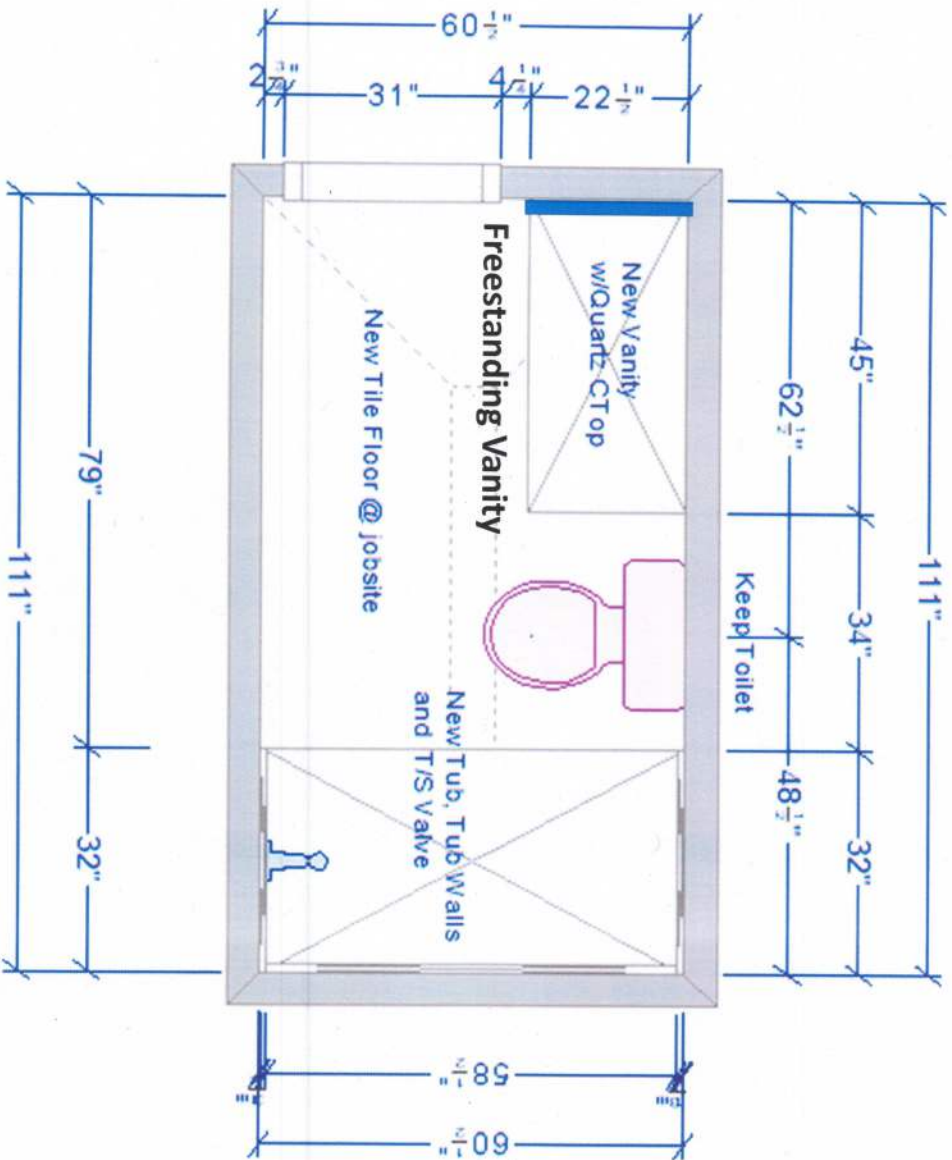 60 1/2"
31"
4 1/4"
22 1/2"
111"
45"
34"
32"
62 1/2"
48 1/2"
Keep Toilet
New Vanity
w/Quartz CTop
Freestanding Vanity
New Tile Floor @ jobsite
New Tub, Tub Walls
and T/S Valve
79"
32"
111"
58 1/2"
60 1/2"